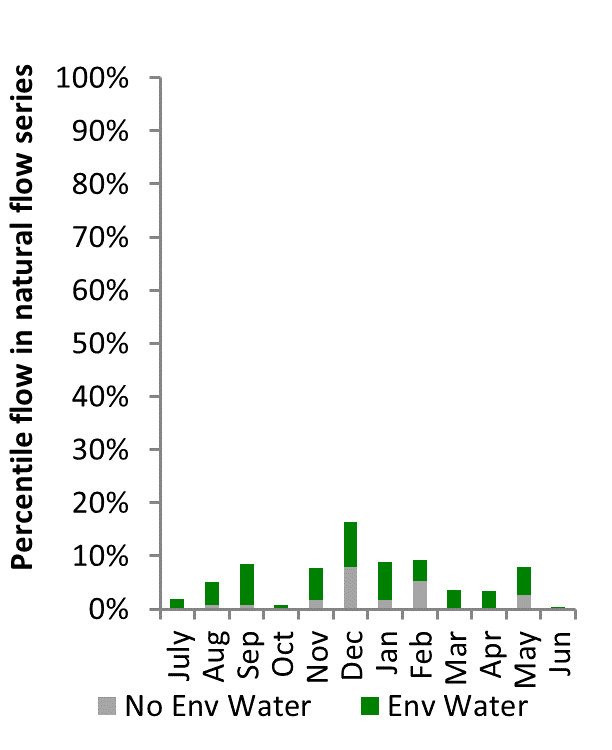 Percentile flow in natural flow series
100%
90%
80%
70%
60%
50%
40%
30%
20%
10%
0%
July
Aug
Sep
Oct
Nov
Dec
Jan
Feb
Mar
Apr
May
Jun
No Env Water
Env Water